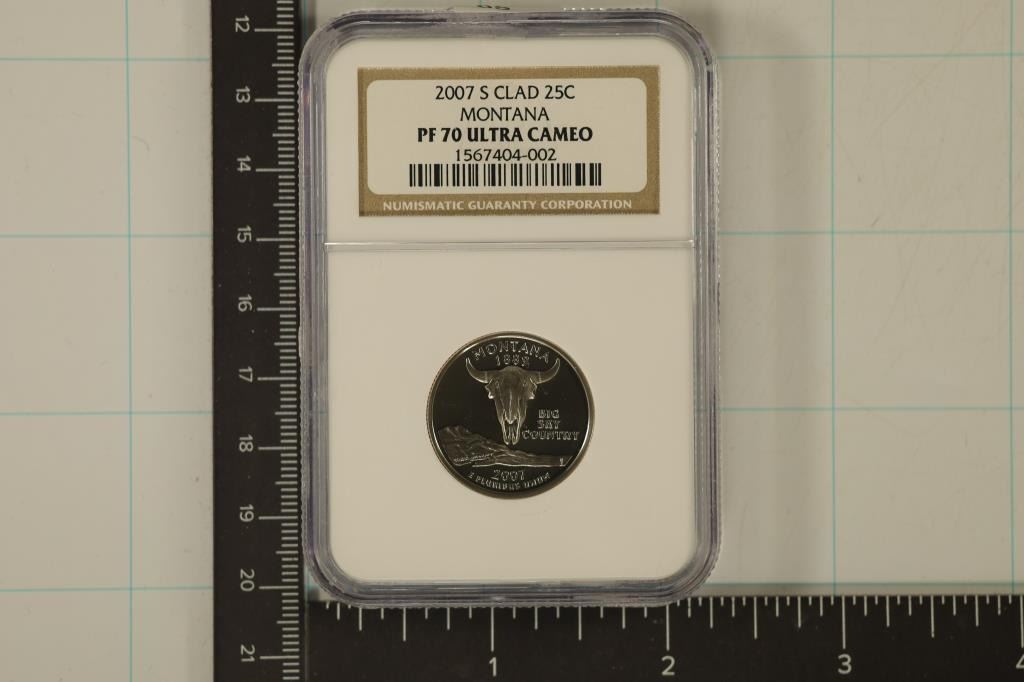 2007 S CLAD 25C
MONTANA
PF 70 ULTRA CAMEO
1567404-002
NUMISMATIC GUARANTY CORPORATION
MONTANA
1889
BIG
SKY
COUNTRY
2007
E PLURIBUS UNUM
12
13
14
15
16
17
18
19
20
21
1
2
3
4